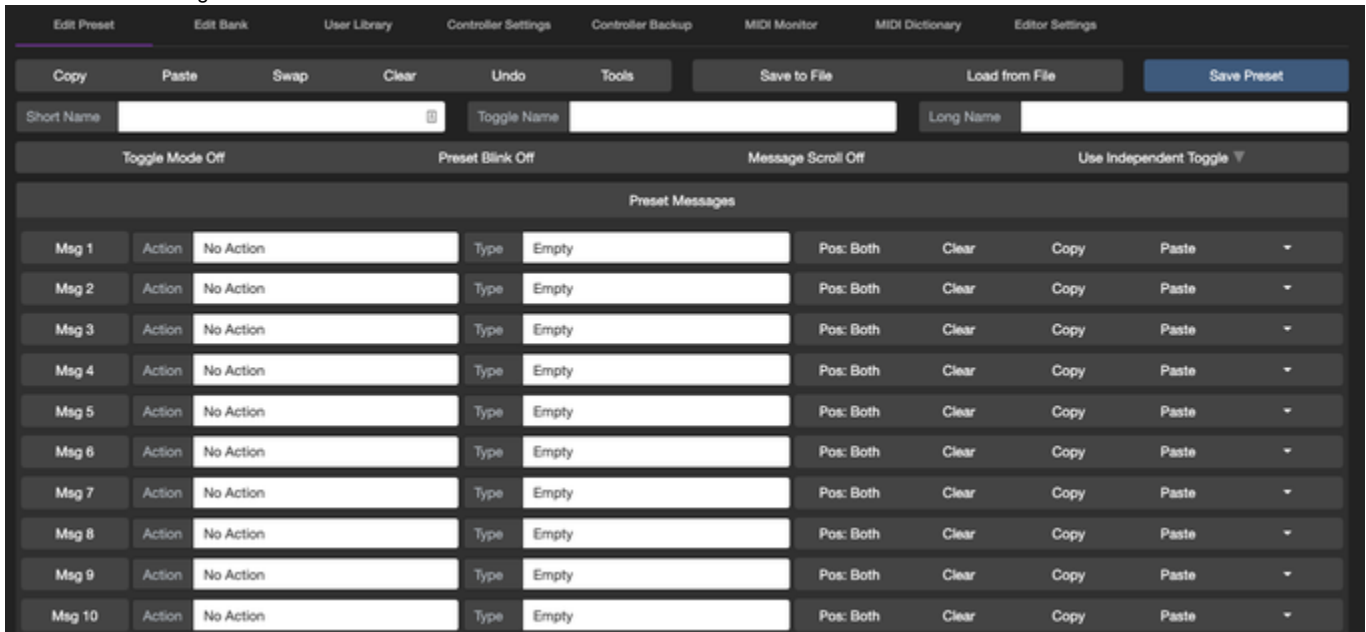 Edit Preset Edit Bank User Library Controller Settings Controller Backup MIDI Monitor MIDI Dictionary Editor Settings
Copy Paste Swap Clear Undo Tools Save to File Load from File Save Preset
Short Name Toggle Name Long Name
Toggle Mode Off Preset Blink Off Message Scroll Off Use Independent Toggle
Preset Messages
Msg 1 Action No Action Type Empty Pos: Both Clear Copy Paste
Msg 2 Action No Action Type Empty Pos: Both Clear Copy Paste
Msg 3 Action No Action Type Empty Pos: Both Clear Copy Paste
Msg 4 Action No Action Type Empty Pos: Both Clear Copy Paste
Msg 5 Action No Action Type Empty Pos: Both Clear Copy Paste
Msg 6 Action No Action Type Empty Pos: Both Clear Copy Paste
Msg 7 Action No Action Type Empty Pos: Both Clear Copy Paste
Msg 8 Action No Action Type Empty Pos: Both Clear Copy Paste
Msg 9 Action No Action Type Empty Pos: Both Clear Copy Paste
Msg 10 Action No Action Type Empty Pos: Both Clear Copy Paste